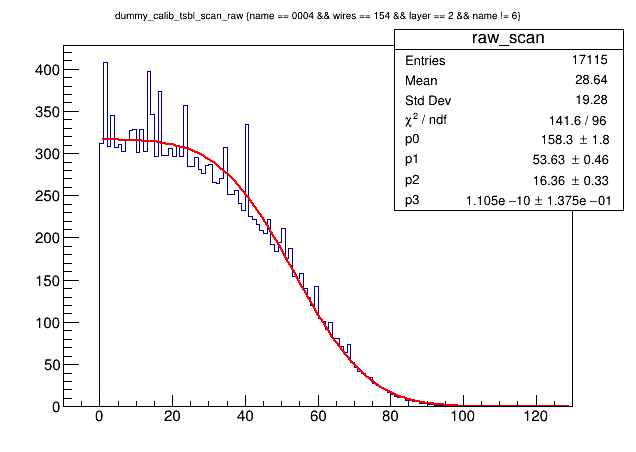 dummy_calib_tsbl_scan_raw {name == 0004 && wires == 154 && layer == 2 && name != 6}
raw_scan
Entries 17115
Mean 28.64
Std Dev 19.28
χ² / ndf 141.6 / 96
p0 158.3 ± 1.8
p1 53.63 ± 0.46
p2 16.36 ± 0.33
p3 1.105e −10 ± 1.375e −01
400
350
300
250
200
150
100
50
0
0 20 40 60 80 100 120